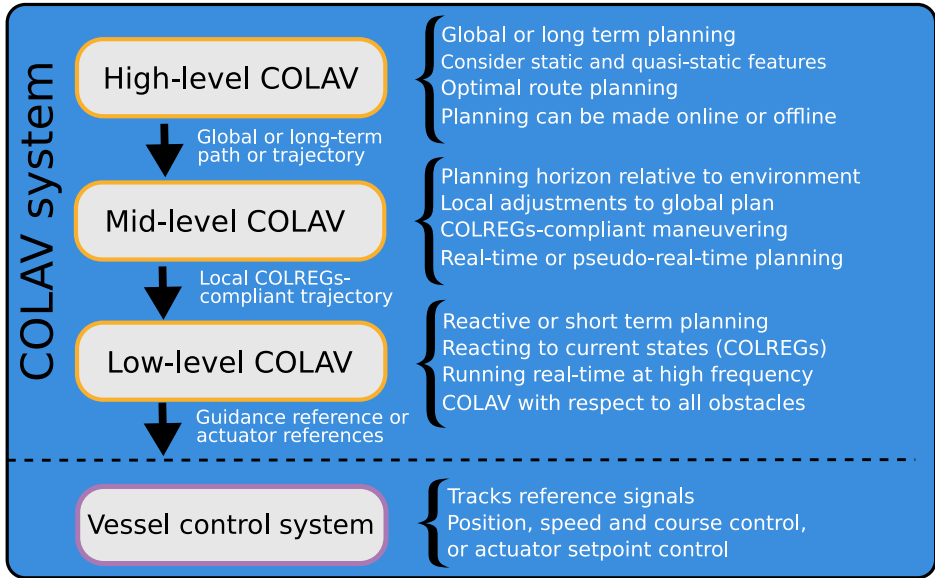 COLAV system
High-level COLAV
Global or long term planning
Consider static and quasi-static features
Optimal route planning
Planning can be made online or offline
Global or long-term
path or trajectory
Mid-level COLAV
Planning horizon relative to environment
Local adjustments to global plan
COLREGs-compliant maneuvering
Real-time or pseudo-real-time planning
Local COLREGs-
compliant trajectory
Low-level COLAV
Reactive or short term planning
Reacting to current states (COLREGs)
Running real-time at high frequency
COLAV with respect to all obstacles
Guidance reference or
actuator references
Vessel control system
Tracks reference signals
Position, speed and course control,
or actuator setpoint control